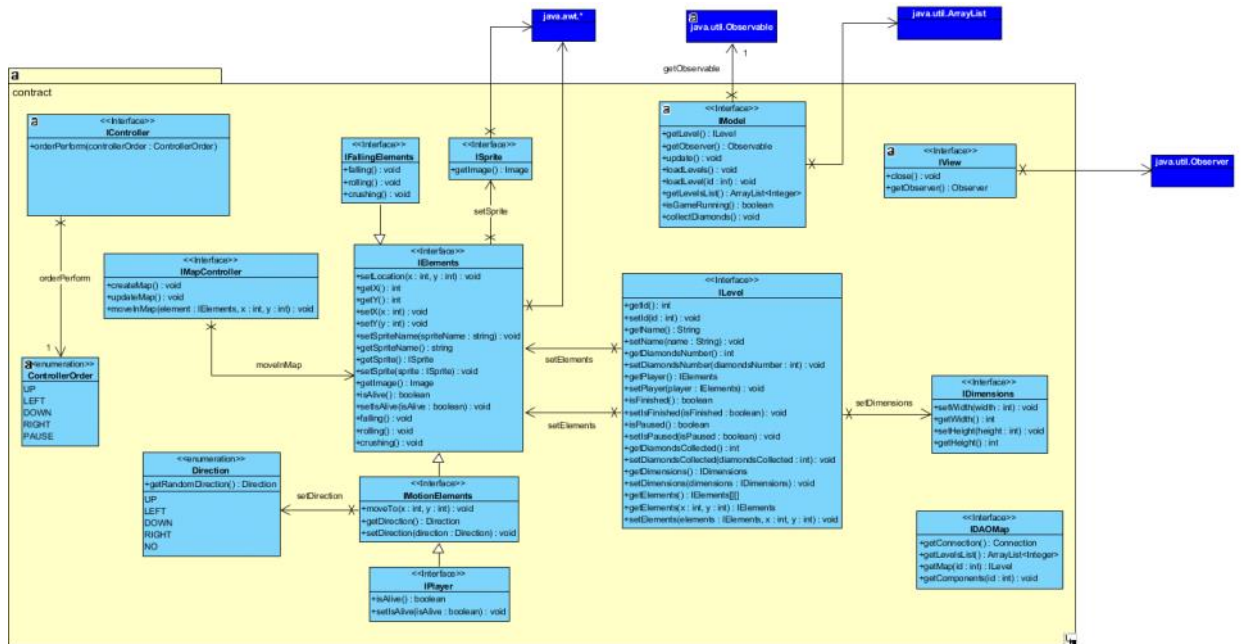 java.awt.*
a
java.util.Observable
java.util.ArrayList
getObservable
1
a
contract
a
<<Interface>>
IController
+orderPerform(controllerOrder : ControllerOrder)
<<Interface>>
IFallingElements
+falling() : void
+rolling() : void
+crushing() : void
<<Interface>>
ISprite
+getImage() : Image
a
<<Interface>>
IModel
+getLevel() : ILevel
+getObserver() : Observable
+update() : void
+loadLevels() : void
+loadLevel(id : int) : void
+getLevelsList() : ArrayList<Integer>
+isGameRunning() : boolean
+collectDiamonds() : void
a
<<Interface>>
IView
+close() : void
+getObserver() : Observer
java.util.Observer
setSprite
orderPerform
1
<<Interface>>
IMapController
+createMap() : void
+updateMap() : void
+moveInMap(element : IElements, x : int, y : int) : void
moveInMap
<<Interface>>
IElements
+setLocation(x : int, y : int) : void
+getX() : int
+getY() : int
+setX(x : int) : void
+setY(y : int) : void
+setSpriteName(spriteName : string) : void
+getSpriteName() : string
+getSprite() : ISprite
+setSprite(sprite : ISprite) : void
+getImage() : Image
+isAlive() : boolean
+setIsAlive(isAlive : boolean) : void
+falling() : void
+rolling() : void
+crushing() : void
setElements
setElements
<<Interface>>
ILevel
+getId() : int
+setId(id : int) : void
+getName() : String
+setName(name : String) : void
+getDiamondsNumber() : int
+setDiamondsNumber(diamondsNumber : int) : void
+getPlayer() : IElements
+setPlayer(player : IElements) : void
+isFinished() : boolean
+setIsFinished(isFinished : boolean) : void
+isPaused() : boolean
+setIsPaused(isPaused : boolean) : void
+getDiamondsCollected() : int
+setDiamondsCollected(diamondsCollected : int) : void
+getDimensions() : IDimensions
+setDimensions(dimensions : IDimensions) : void
+getElements() : IElements[][]
+getElements(x : int, y : int) : IElements
+setElements(elements : IElements, x : int, y : int) : void
setDimensions
<<Interface>>
IDimensions
+setWidth(width : int) : void
+getWidth() : int
+setHeight(height : int) : void
+getHeight() : int
a
<<enumeration>>
ControllerOrder
UP
LEFT
DOWN
RIGHT
PAUSE
<<enumeration>>
Direction
+getRandomDirection() : Direction
UP
LEFT
DOWN
RIGHT
NO
setDirection
<<Interface>>
IMotionElements
+moveTo(x : int, y : int) : void
+getDirection() : Direction
+setDirection(direction : Direction) : void
<<Interface>>
IPlayer
+isAlive() : boolean
+setIsAlive(isAlive : boolean) : void
<<Interface>>
IDAOMap
+getConnection() : Connection
+getLevelsList() : ArrayList<Integer>
+getMap(id : int) : ILevel
+getComponents(id : int) : void